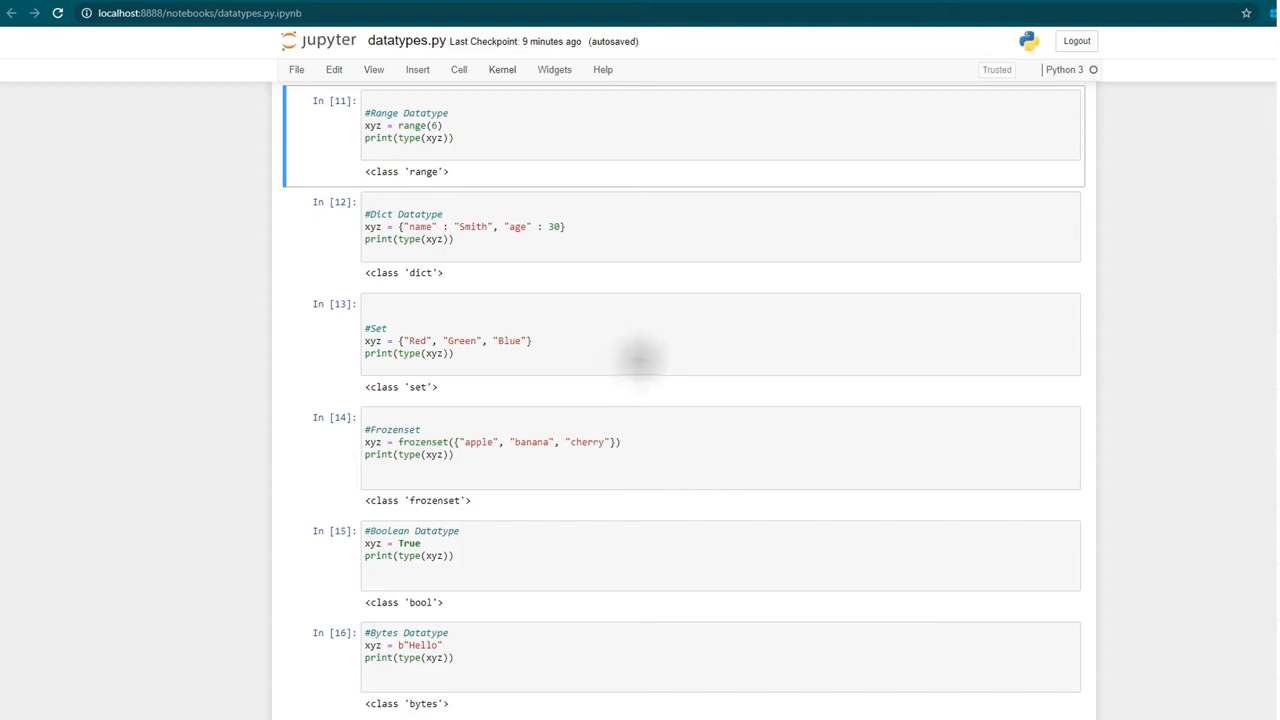 localhost:8888/notebooks/datatypes.py.ipynb
jupyter datatypes.py Last Checkpoint: 9 minutes ago (autosaved) Logout
File Edit View Insert Cell Kernel Widgets Help Trusted Python 3
In [11]:
#Range Datatype
xyz = range(6)
print(type(xyz))
<class 'range'>
In [12]:
#Dict Datatype
xyz = {"name" : "Smith", "age" : 30}
print(type(xyz))
<class 'dict'>
In [13]:
#Set
xyz = {"Red", "Green", "Blue"}
print(type(xyz))
<class 'set'>
In [14]:
#Frozenset
xyz = frozenset({"apple", "banana", "cherry"})
print(type(xyz))
<class 'frozenset'>
In [15]:
#Boolean Datatype
xyz = True
print(type(xyz))
<class 'bool'>
In [16]:
#Bytes Datatype
xyz = b"Hello"
print(type(xyz))
<class 'bytes'>